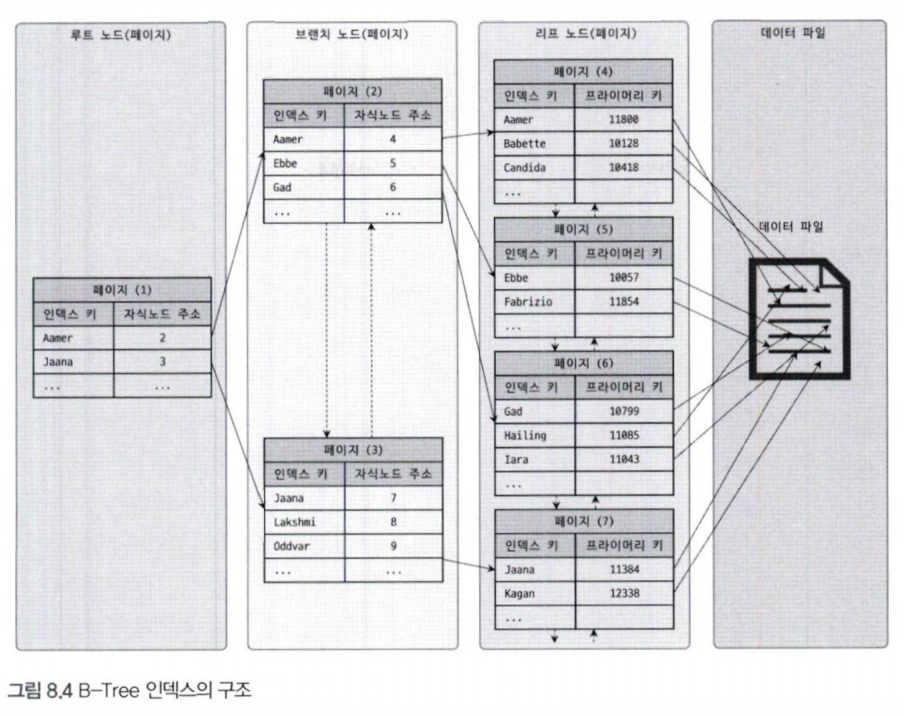 루트 노드(페이지)
브랜치 노드(페이지)
리프 노드(페이지)
데이터 파일
페이지 (1)
인덱스 키 자식노드 주소
Aamer 2
Jaana 3
... ...
페이지 (2)
인덱스 키 자식노드 주소
Aamer 4
Ebbe 5
Gad 6
... ...
페이지 (3)
인덱스 키 자식노드 주소
Jaana 7
Lakshmi 8
Oddvar 9
... ...
페이지 (4)
인덱스 키 프라이머리 키
Aamer 11800
Babette 10128
Candida 10418
...
페이지 (5)
인덱스 키 프라이머리 키
Ebbe 10057
Fabrizio 11854
...
페이지 (6)
인덱스 키 프라이머리 키
Gad 10799
Hailing 11085
Iara 11043
...
페이지 (7)
인덱스 키 프라이머리 키
Jaana 11384
Kagan 12338
...
데이터 파일
그림 8.4 B-Tree 인덱스의 구조